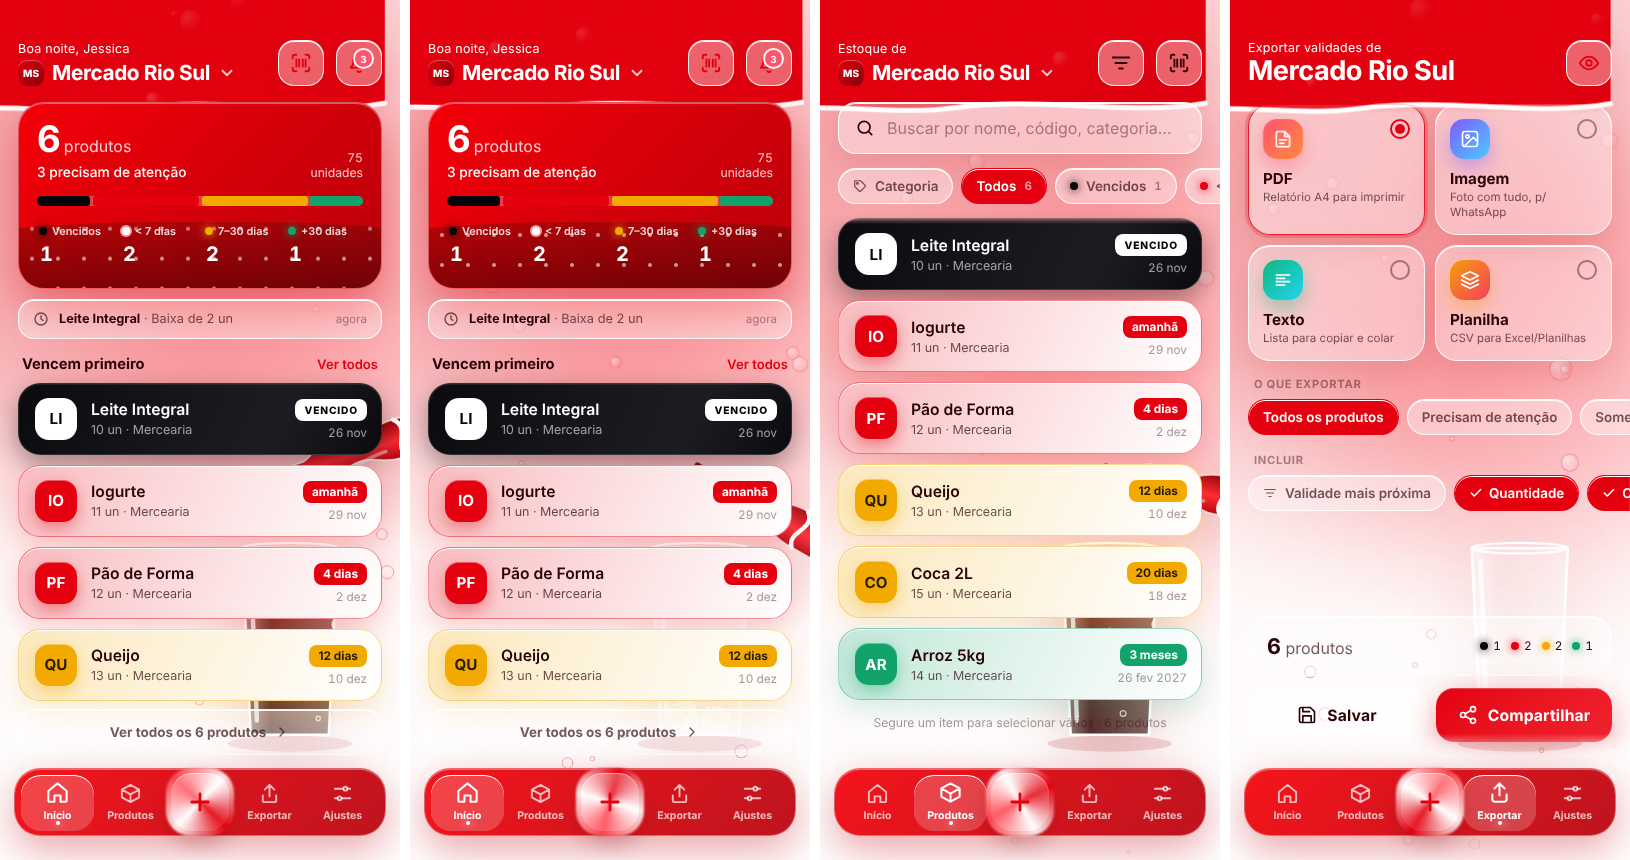 Boa noite, Jessica
MS Mercado Rio Sul
3
6 produtos
3 precisam de atenção
75
unidades
Vencidos < 7 dias 7–30 dias +30 dias
1 2 2 1
Leite Integral · Baixa de 2 un agora
Vencem primeiro Ver todos
LI Leite Integral VENCIDO
10 un · Mercearia 26 nov
IO Iogurte amanhã
11 un · Mercearia 29 nov
PF Pão de Forma 4 dias
12 un · Mercearia 2 dez
QU Queijo 12 dias
13 un · Mercearia 10 dez
Ver todos os 6 produtos
Início Produtos + Exportar Ajustes
Boa noite, Jessica
MS Mercado Rio Sul
3
6 produtos
3 precisam de atenção
75
unidades
Vencidos < 7 dias 7–30 dias +30 dias
1 2 2 1
Leite Integral · Baixa de 2 un agora
Vencem primeiro Ver todos
LI Leite Integral VENCIDO
10 un · Mercearia 26 nov
IO Iogurte amanhã
11 un · Mercearia 29 nov
PF Pão de Forma 4 dias
12 un · Mercearia 2 dez
QU Queijo 12 dias
13 un · Mercearia 10 dez
Ver todos os 6 produtos
Início Produtos + Exportar Ajustes
Estoque de
MS Mercado Rio Sul
Buscar por nome, código, categoria...
Categoria Todos 6 Vencidos 1 <
LI Leite Integral VENCIDO
10 un · Mercearia 26 nov
IO Iogurte amanhã
11 un · Mercearia 29 nov
PF Pão de Forma 4 dias
12 un · Mercearia 2 dez
QU Queijo 12 dias
13 un · Mercearia 10 dez
CO Coca 2L 20 dias
15 un · Mercearia 18 dez
AR Arroz 5kg 3 meses
14 un · Mercearia 26 fev 2027
Segure um item para selecionar vários · 6 produtos
Início Produtos + Exportar Ajustes
Exportar validades de
Mercado Rio Sul
PDF
Relatório A4 para imprimir
Imagem
Foto com tudo, p/
WhatsApp
Texto
Lista para copiar e colar
Planilha
CSV para Excel/Planilhas
O QUE EXPORTAR
Todos os produtos Precisam de atenção Some
INCLUIR
Validade mais próxima Quantidade
6 produtos 1 2 2 1
Salvar Compartilhar
Início Produtos + Exportar Ajustes